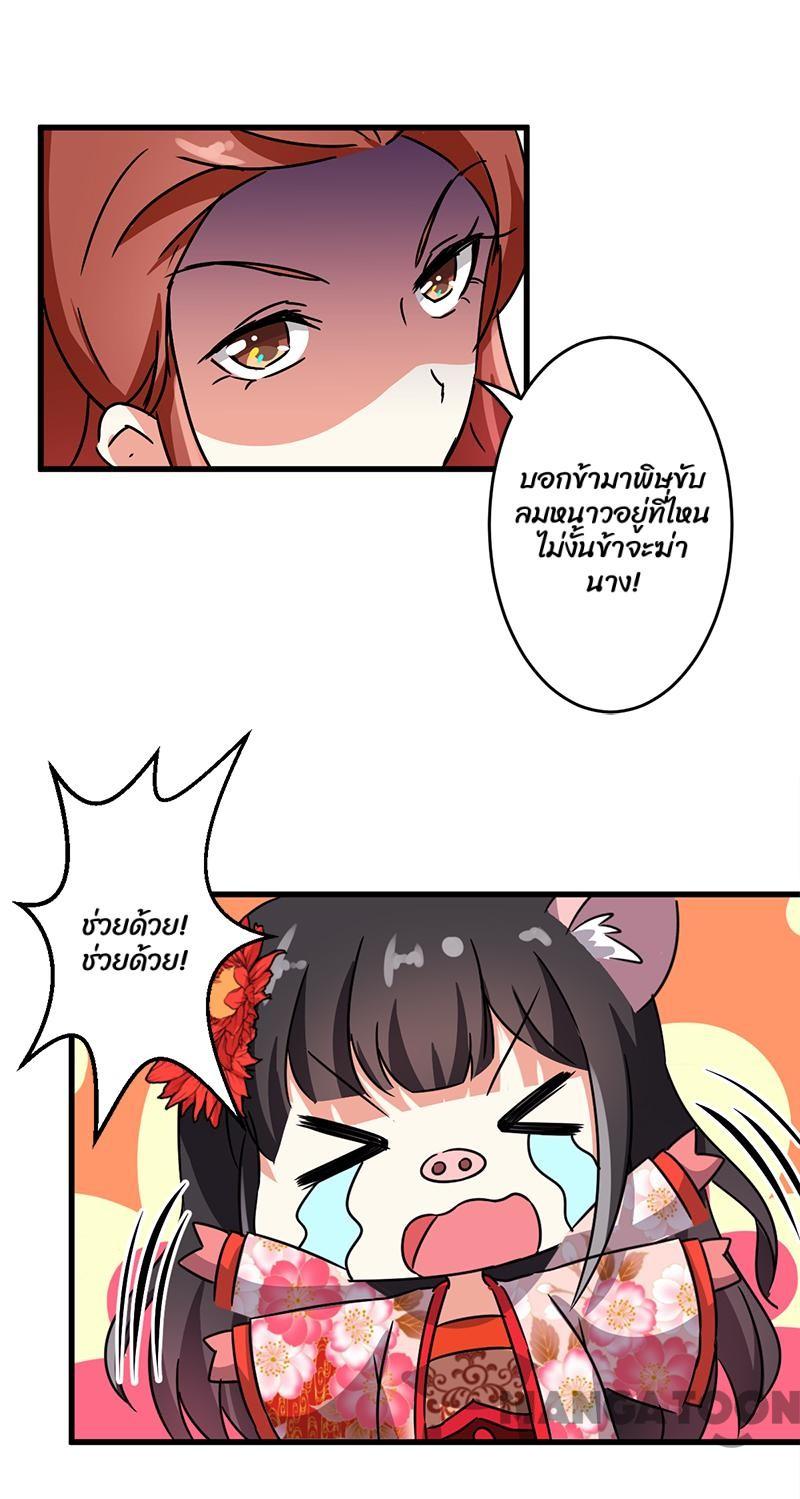 บอกข้ามาพิษขับ
ลมหนาวอยู่ที่ไหน
ไม่งั้นข้าจะฆ่า
นาง!
ช่วยด้วย!
ช่วยด้วย!
MANGATOON